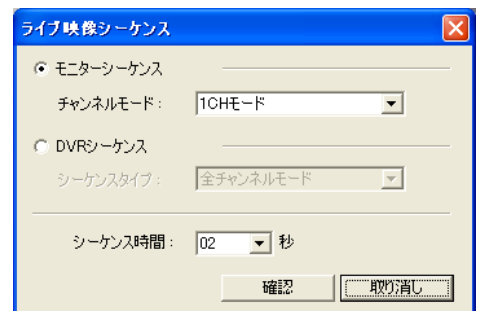 ライブ映像シーケンス
モニターシーケンス
チャンネルモード： 1CHモード
DVRシーケンス
シーケンスタイプ： 全チャンネルモード
シーケンス時間： 02 秒
確認 取り消し